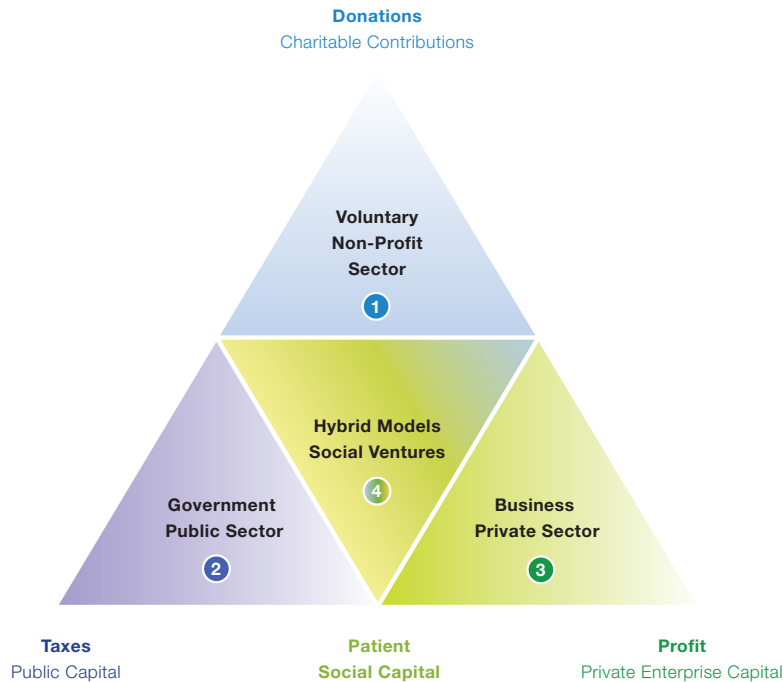 Donations
Charitable Contributions
Voluntary
Non-Profit
Sector
1
Hybrid Models
Social Ventures
4
Government
Public Sector
2
Business
Private Sector
3
Taxes
Public Capital
Patient
Social Capital
Profit
Private Enterprise Capital